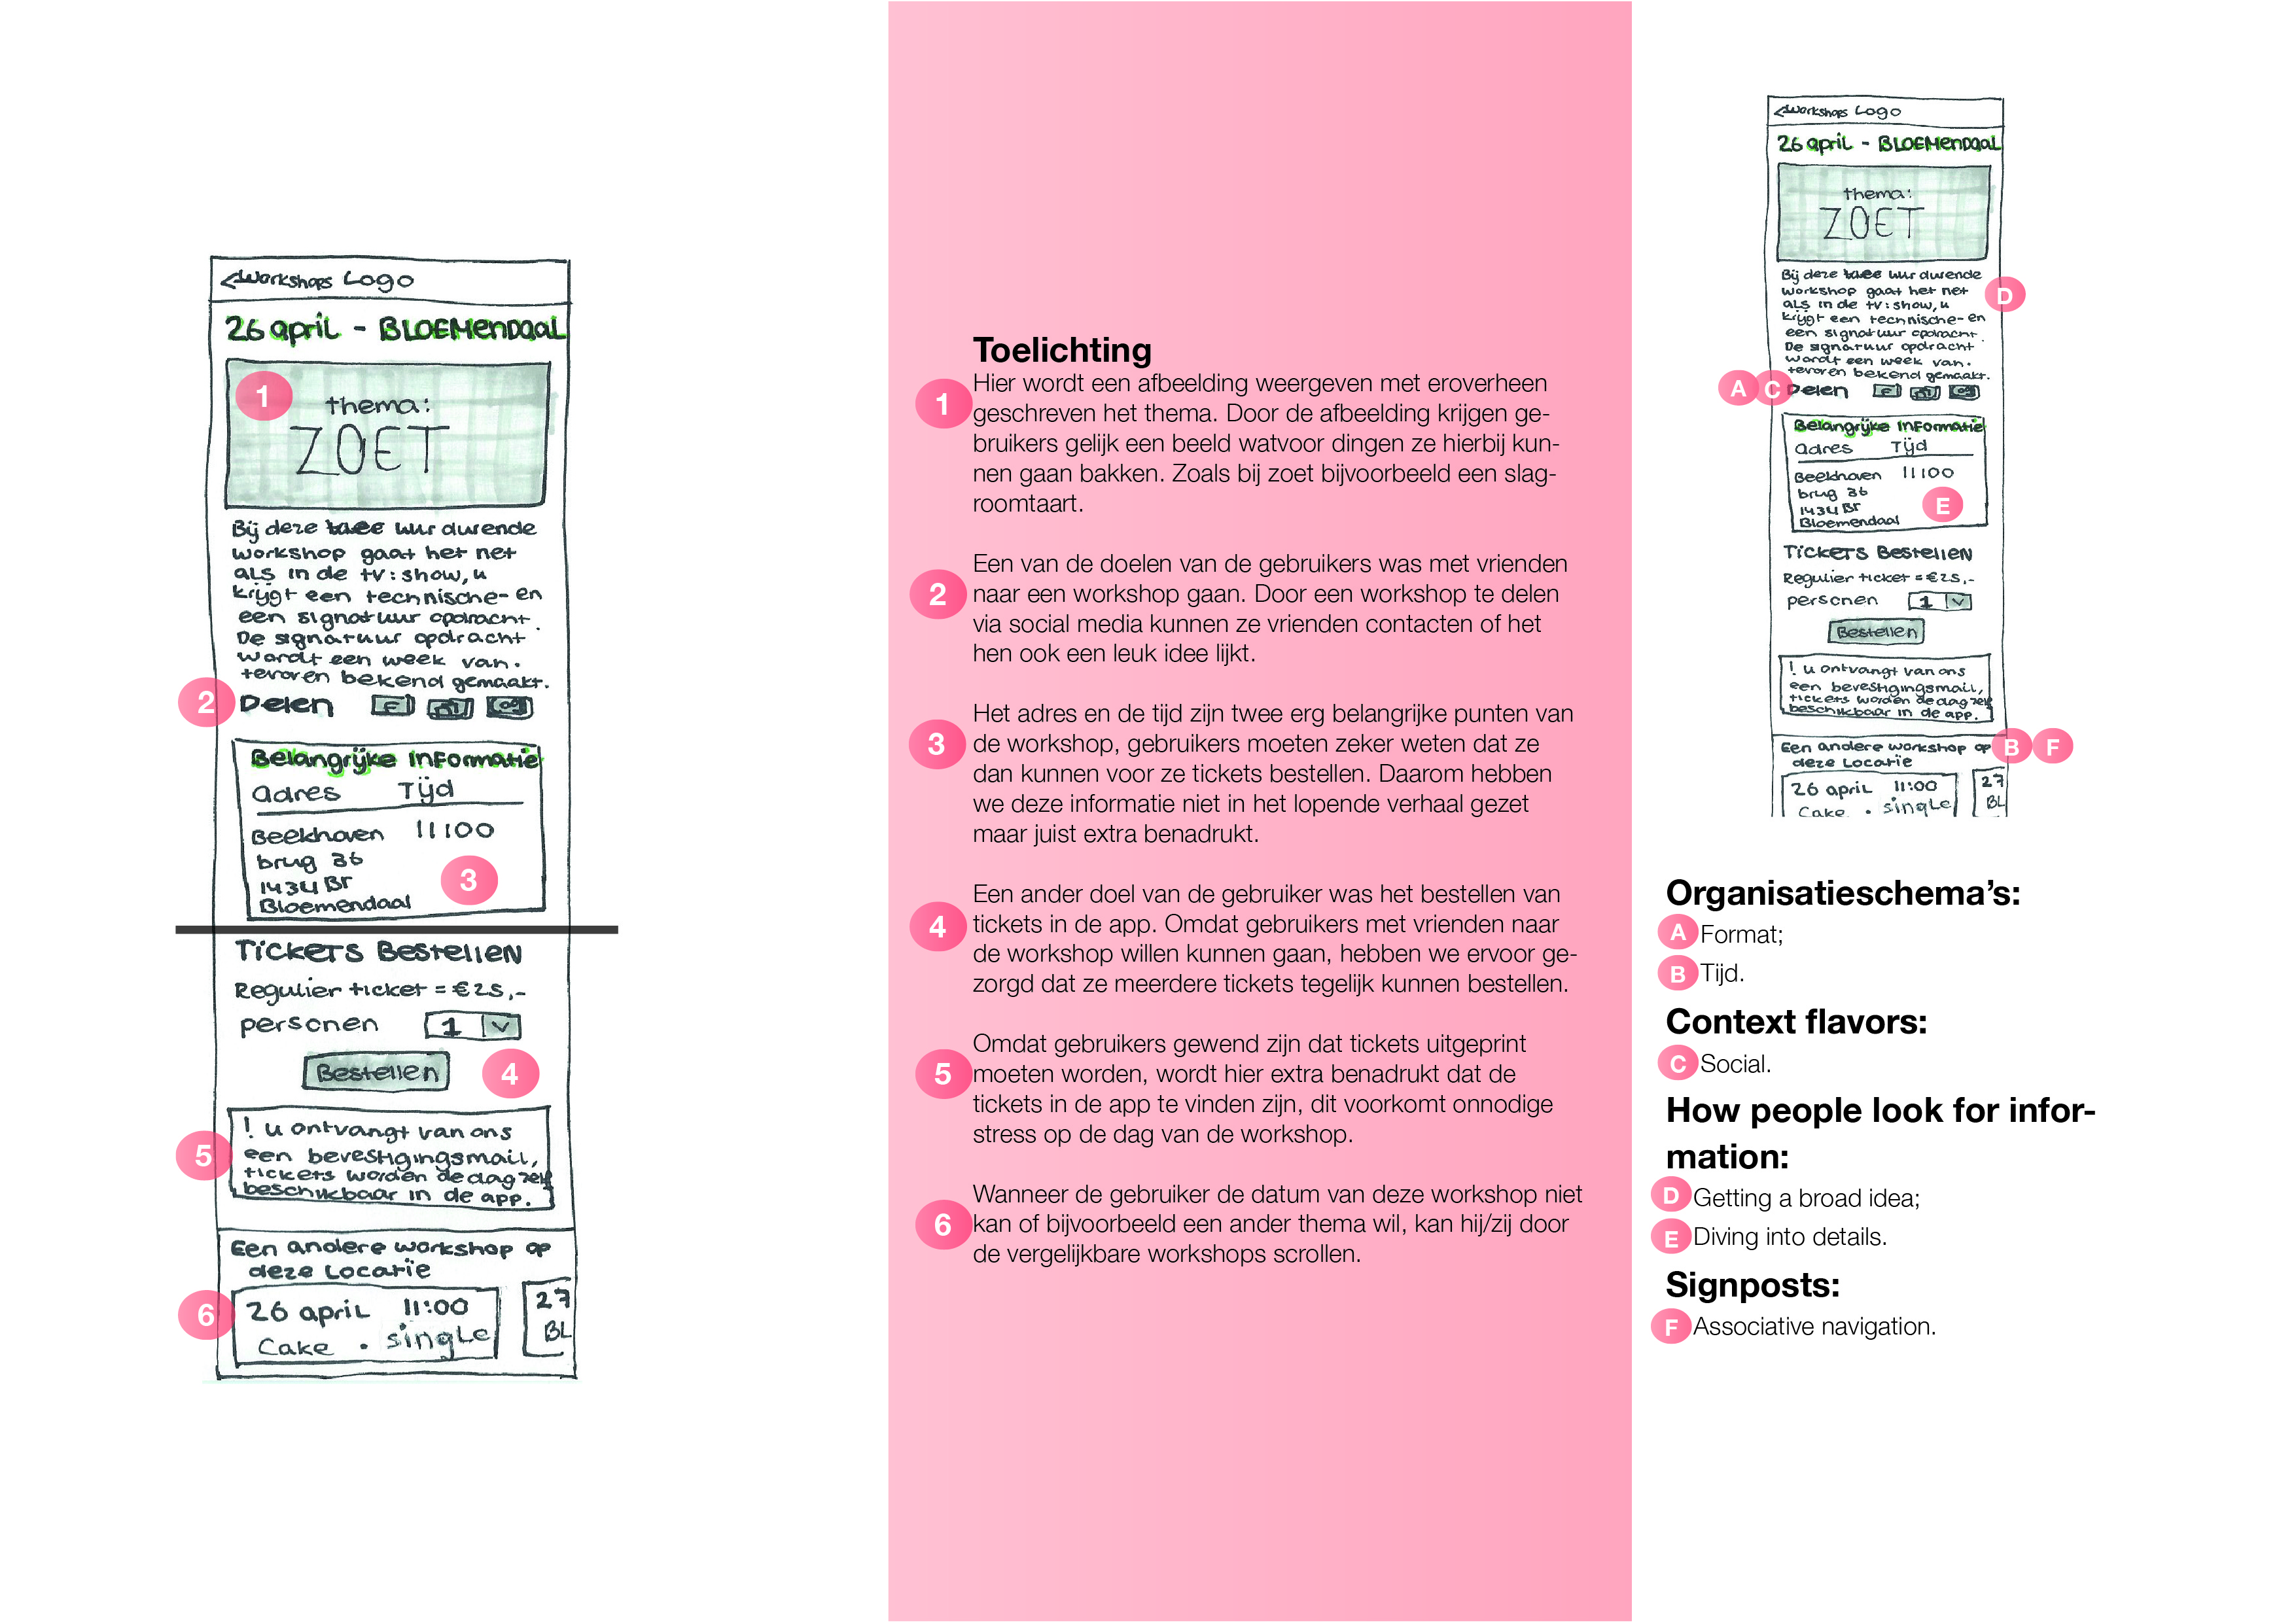 <Workshops Logo
26 april - BLOEMENDAAL
1
thema:
ZOET
Bij deze twee uur durende
workshop gaat het net
als in de tv:show, u
krijgt een technische- en
een signatuur opdracht.
De signatuur opdracht
wordt een week van.
tevoren bekend gemaakt.
2
Delen
Belangrijke informatie
adres Tijd
Beekhoven 11:00
brug 36
1434 Br
Bloemendaal
3
Tickets Bestellen
Regulier ticket = €25,-
personen 1 v
Bestellen
4
5
! u ontvangt van ons
een bevestigingsmail,
tickets worden de dag zelf
beschikbaar in de app.
Een andere workshop op
deze Locatie
6
26 april 11:00
Cake . single
27
BL
Toelichting
1
Hier wordt een afbeelding weergeven met eroverheen
geschreven het thema. Door de afbeelding krijgen ge-
bruikers gelijk een beeld watvoor dingen ze hierbij kun-
nen gaan bakken. Zoals bij zoet bijvoorbeeld een slag-
roomtaart.
2
Een van de doelen van de gebruikers was met vrienden
naar een workshop gaan. Door een workshop te delen
via social media kunnen ze vrienden contacten of het
hen ook een leuk idee lijkt.
3
Het adres en de tijd zijn twee erg belangrijke punten van
de workshop, gebruikers moeten zeker weten dat ze
dan kunnen voor ze tickets bestellen. Daarom hebben
we deze informatie niet in het lopende verhaal gezet
maar juist extra benadrukt.
4
Een ander doel van de gebruiker was het bestellen van
tickets in de app. Omdat gebruikers met vrienden naar
de workshop willen kunnen gaan, hebben we ervoor ge-
zorgd dat ze meerdere tickets tegelijk kunnen bestellen.
5
Omdat gebruikers gewend zijn dat tickets uitgeprint
moeten worden, wordt hier extra benadrukt dat de
tickets in de app te vinden zijn, dit voorkomt onnodige
stress op de dag van de workshop.
6
Wanneer de gebruiker de datum van deze workshop niet
kan of bijvoorbeeld een ander thema wil, kan hij/zij door
de vergelijkbare workshops scrollen.
<Workshops Logo
26 april - BLOEMENDAAL
thema:
ZOET
Bij deze twee uur durende
workshop gaat het net
als in de tv:show, u
krijgt een technische- en
een signatuur opdracht.
De signatuur opdracht
wordt een week van.
tevoren bekend gemaakt.
D
A C Delen
Belangrijke informatie
adres Tijd
Beekhoven 11:00
brug 36
1434 Br
Bloemendaal
E
Tickets Bestellen
Regulier ticket = €25,-
personen 1 v
Bestellen
! u ontvangt van ons
een bevestigingsmail,
tickets worden de dag zelf
beschikbaar in de app.
Een andere workshop op
deze Locatie
B F
26 april 11:00
Cake . single
27
BL
Organisatieschema's:
A Format;
B Tijd.
Context flavors:
C Social.
How people look for infor-
mation:
D Getting a broad idea;
E Diving into details.
Signposts:
F Associative navigation.